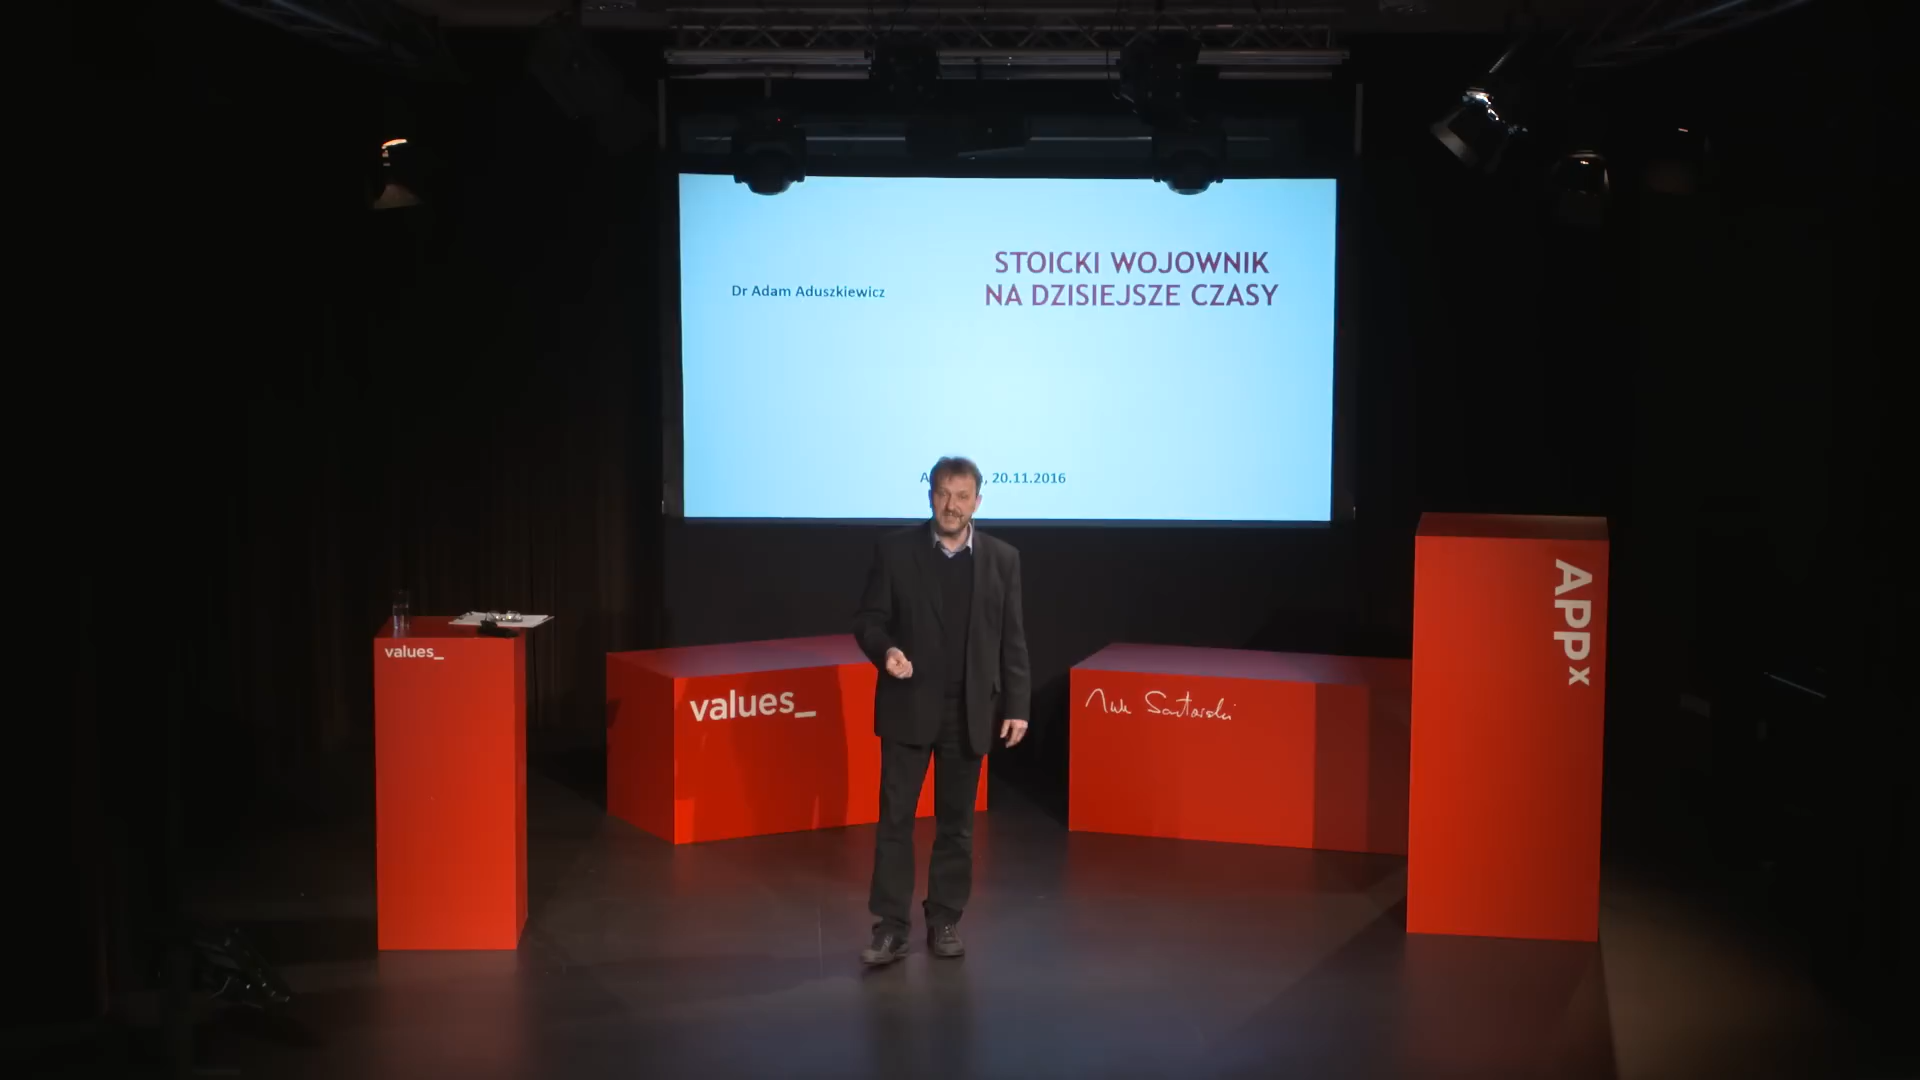 STOICKI WOJOWNIK
NA DZISIEJSZE CZASY
Dr Adam Aduszkiewicz
20.11.2016
values_
values_
APPx